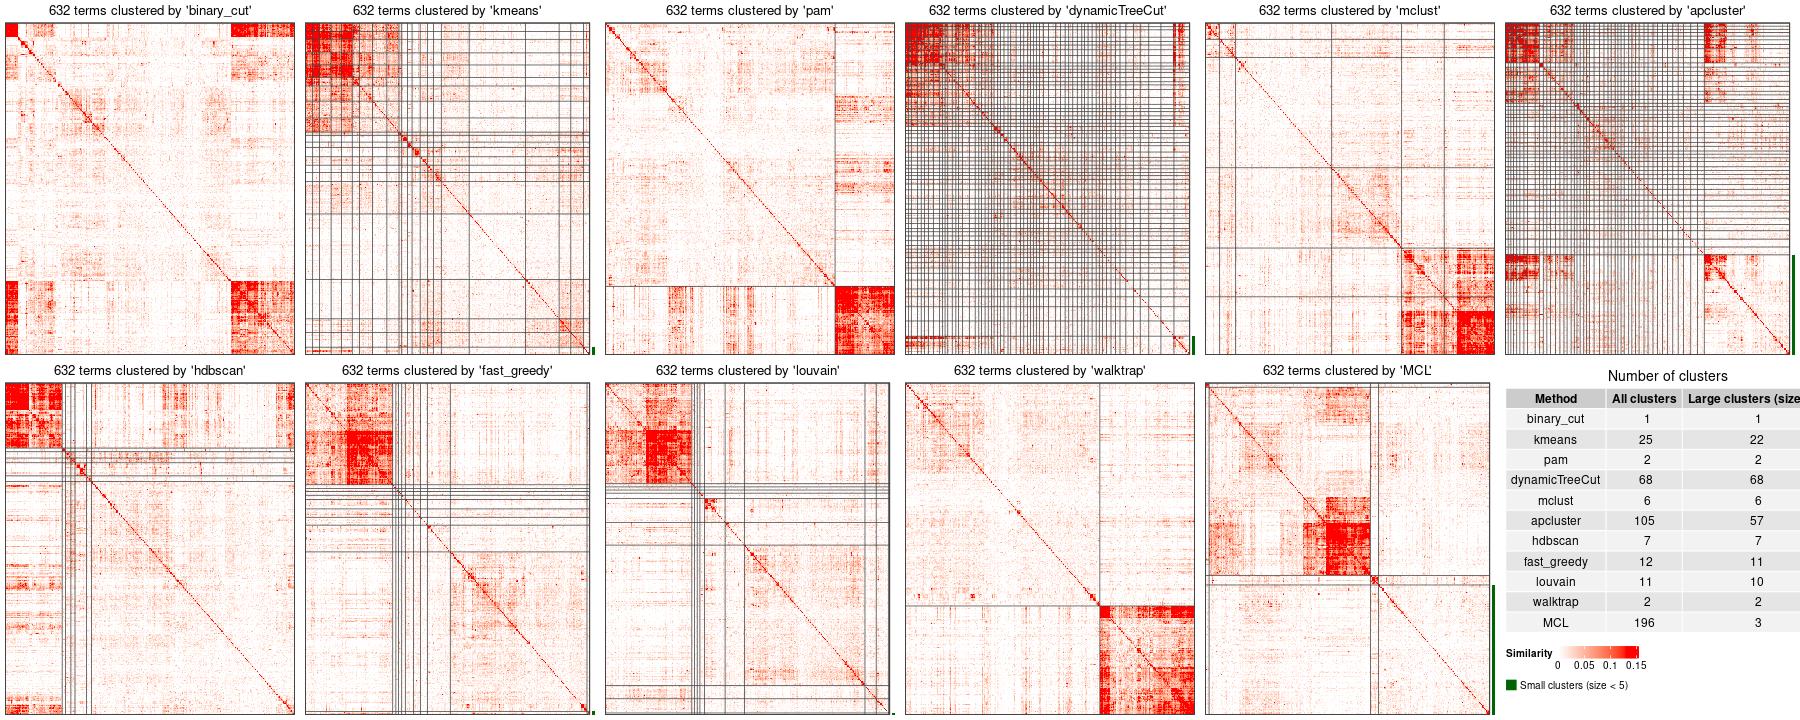 632 terms clustered by 'binary_cut'
632 terms clustered by 'kmeans'
632 terms clustered by 'pam'
632 terms clustered by 'dynamicTreeCut'
632 terms clustered by 'mclust'
632 terms clustered by 'apcluster'
632 terms clustered by 'hdbscan'
632 terms clustered by 'fast_greedy'
632 terms clustered by 'louvain'
632 terms clustered by 'walktrap'
632 terms clustered by 'MCL'
Number of clusters
Method All clusters Large clusters (size
binary_cut 1 1
kmeans 25 22
pam 2 2
dynamicTreeCut 68 68
mclust 6 6
apcluster 105 57
hdbscan 7 7
fast_greedy 12 11
louvain 11 10
walktrap 2 2
MCL 196 3
Similarity
0 0.05 0.1 0.15
Small clusters (size < 5)